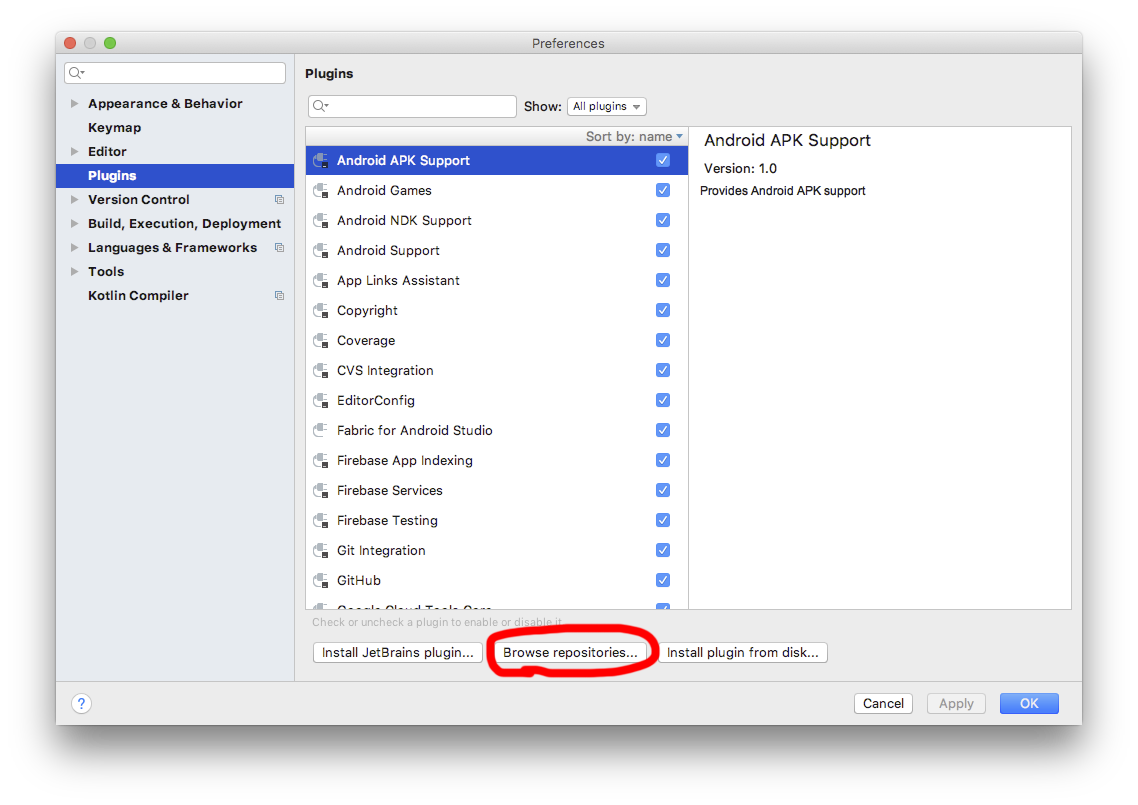 Preferences
Appearance & Behavior
Keymap
Editor
Plugins
Version Control
Build, Execution, Deployment
Languages & Frameworks
Tools
Kotlin Compiler
Plugins
Show: All plugins
Sort by: name
Android APK Support
Android Games
Android NDK Support
Android Support
App Links Assistant
Copyright
Coverage
CVS Integration
EditorConfig
Fabric for Android Studio
Firebase App Indexing
Firebase Services
Firebase Testing
Git Integration
GitHub
Google Cloud Tools Core
Android APK Support
Version: 1.0
Provides Android APK support
Check or uncheck a plugin to enable or disable it.
Install JetBrains plugin... Browse repositories... Install plugin from disk...
? Cancel Apply OK